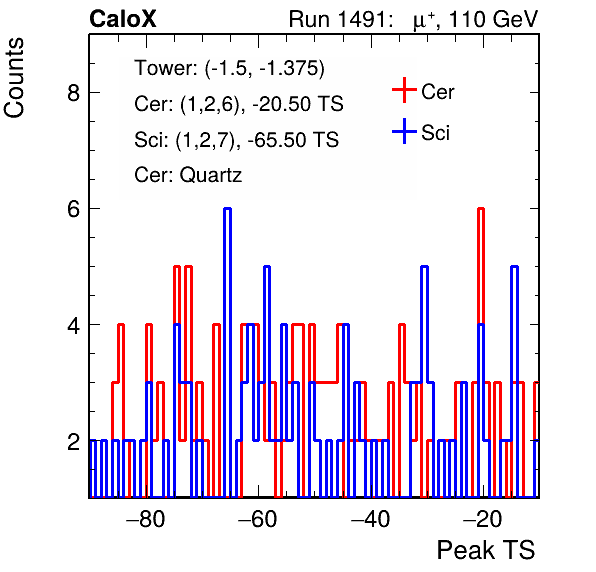 CaloX Run 1491: μ⁺, 110 GeV
Counts
Tower: (-1.5, -1.375)
Cer: (1,2,6), -20.50 TS
Sci: (1,2,7), -65.50 TS
Cer: Quartz
Cer
Sci
8
6
4
2
−80 −60 −40 −20
Peak TS